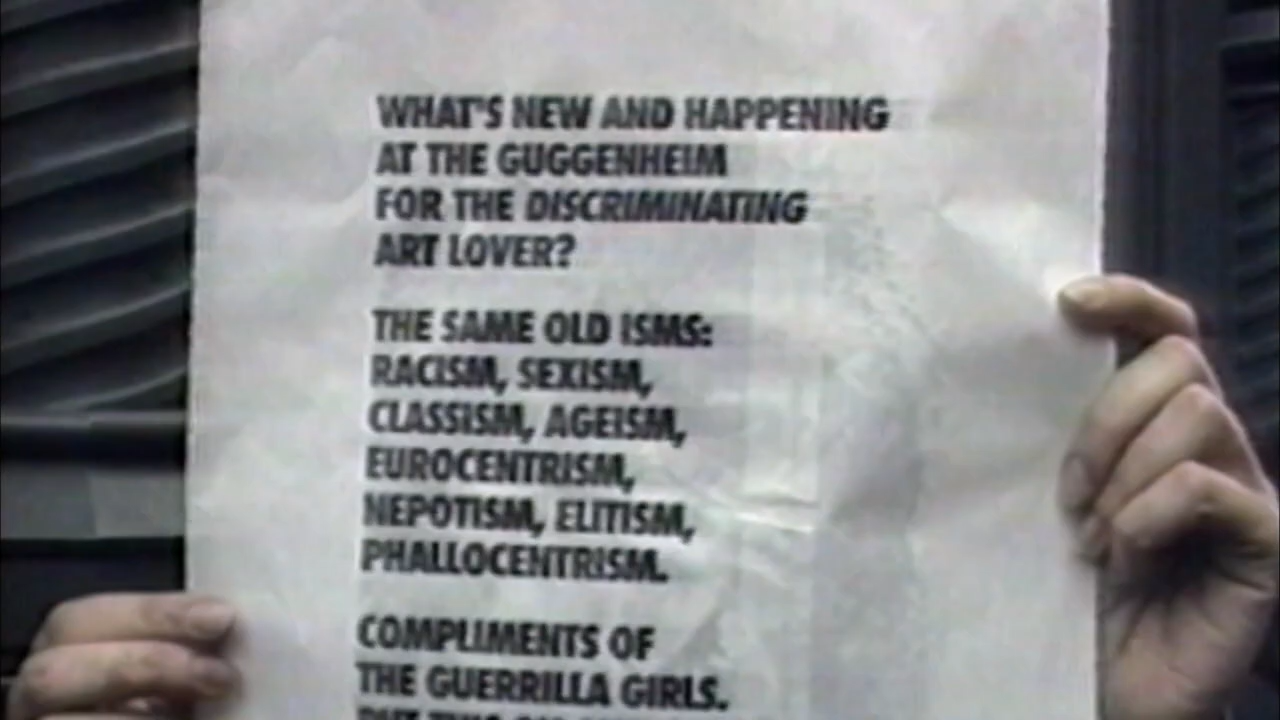 WHAT'S NEW AND HAPPENING
AT THE GUGGENHEIM
FOR THE DISCRIMINATING
ART LOVER?
THE SAME OLD ISMS:
RACISM, SEXISM,
CLASSISM, AGEISM,
EUROCENTRISM,
NEPOTISM, ELITISM,
PHALLOCENTRISM.
COMPLIMENTS OF
THE GUERRILLA GIRLS.